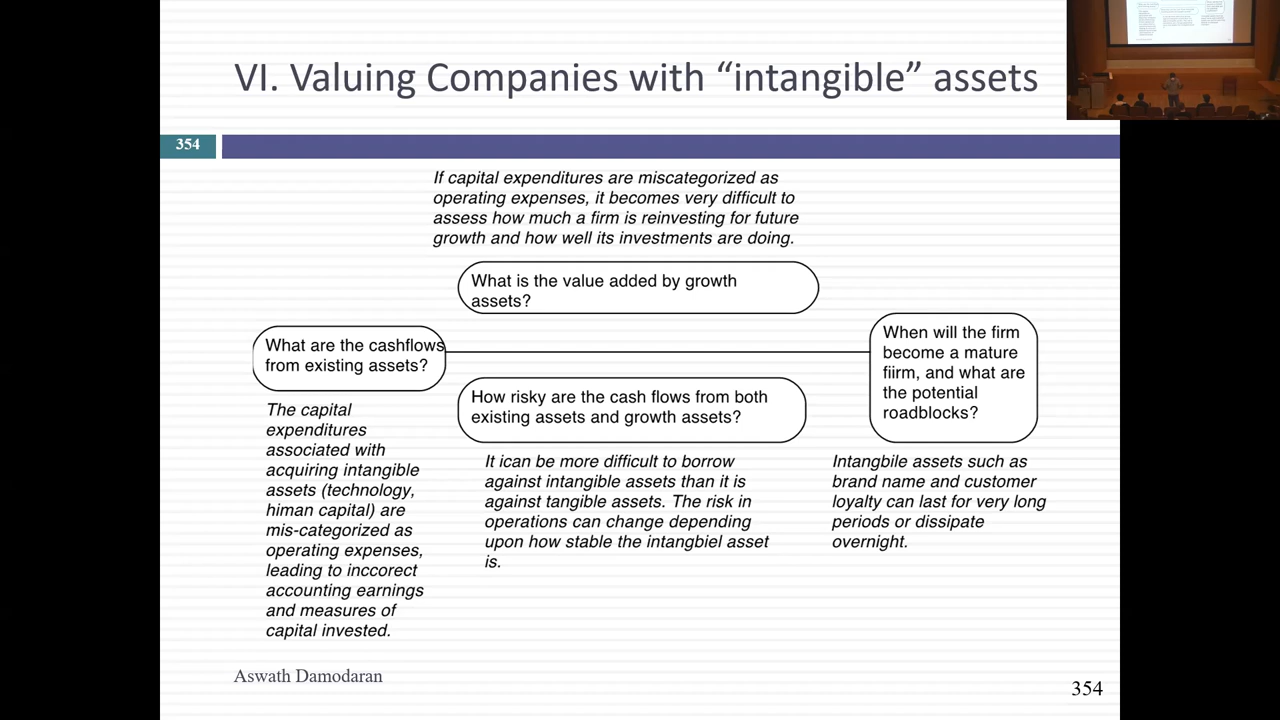 VI. Valuing Companies with “intangible” assets
354
If capital expenditures are miscategorized as
operating expenses, it becomes very difficult to
assess how much a firm is reinvesting for future
growth and how well its investments are doing.
What is the value added by growth
assets?
What are the cashflows
from existing assets?
When will the firm
become a mature
fiirm, and what are
the potential
roadblocks?
How risky are the cash flows from both
existing assets and growth assets?
The capital
expenditures
associated with
acquiring intangible
assets (technology,
himan capital) are
mis-categorized as
operating expenses,
leading to inccorect
accounting earnings
and measures of
capital invested.
It ican be more difficult to borrow
against intangible assets than it is
against tangible assets. The risk in
operations can change depending
upon how stable the intangbiel asset
is.
Intangbile assets such as
brand name and customer
loyalty can last for very long
periods or dissipate
overnight.
Aswath Damodaran
354